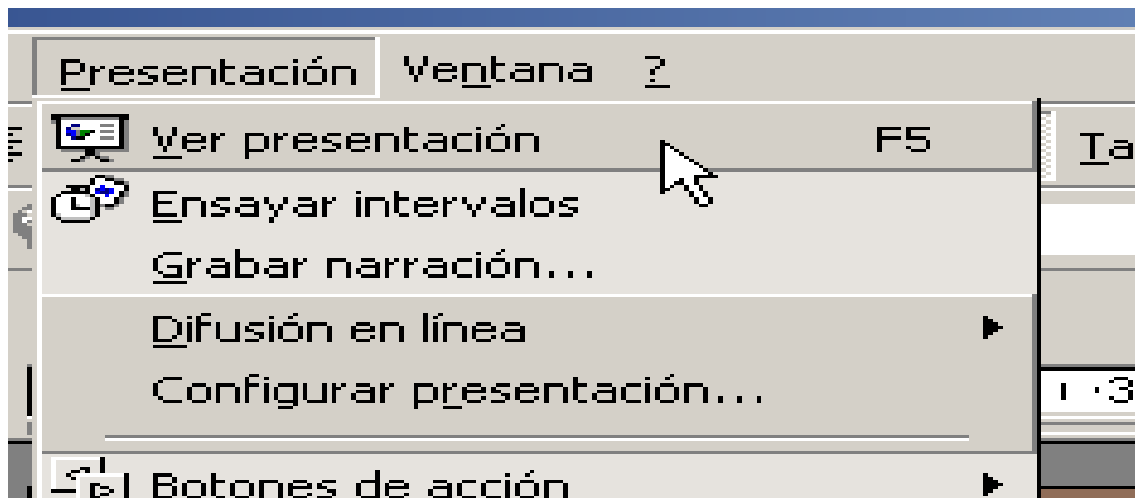 Presentación Ventana ?
Ver presentación F5
Ensayar intervalos
Grabar narración...
Difusión en línea
Configurar presentación...
Botones de acción